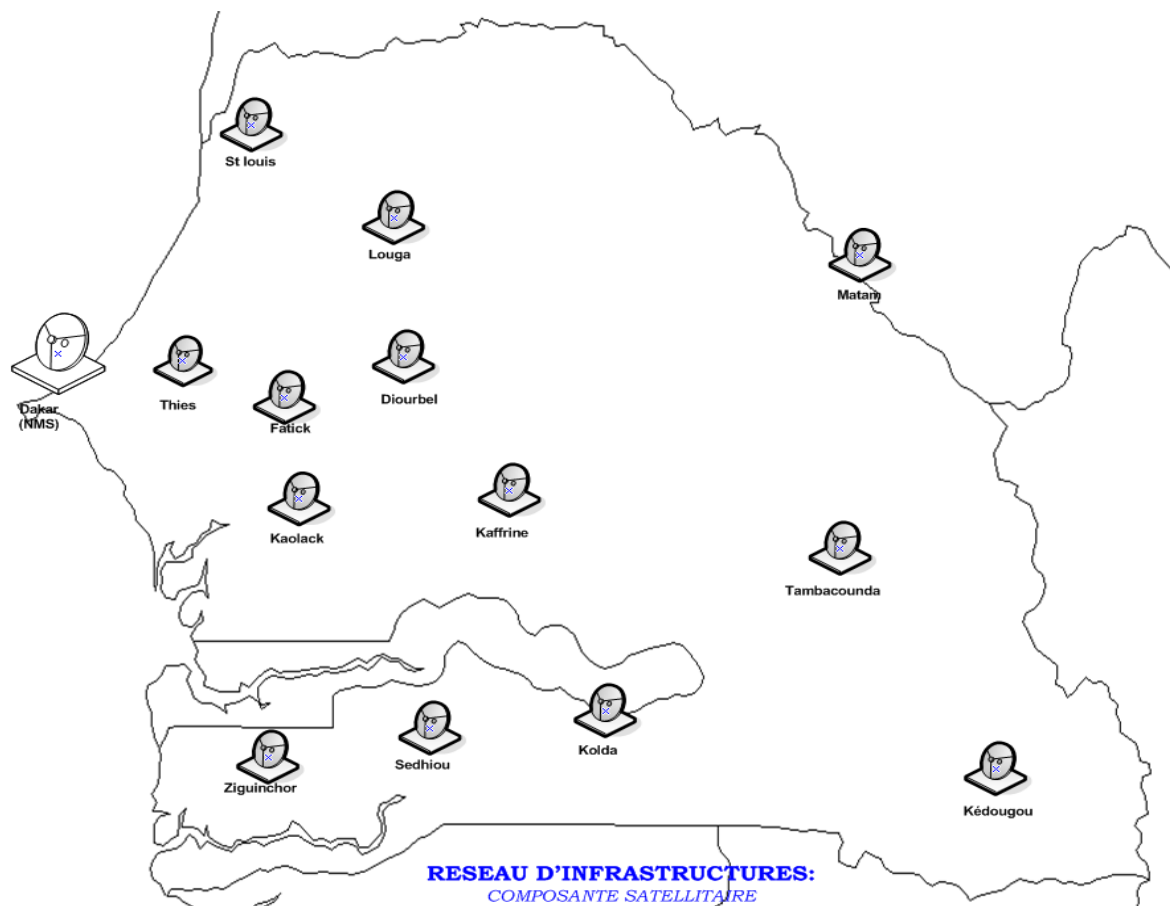 St louis
Louga
Matam
Dakar
(NMS)
Thies
Fatick
Diourbel
Kaolack
Kaffrine
Tambacounda
Ziguinchor
Sedhiou
Kolda
Kédougou
RESEAU D'INFRASTRUCTURES:
COMPOSANTE SATELLITAIRE